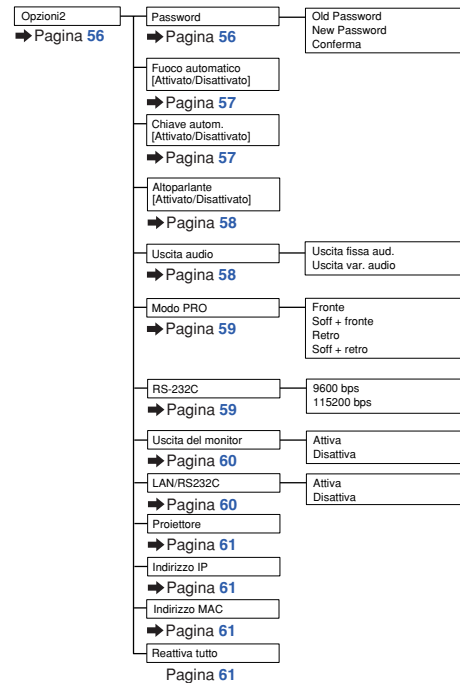 Opzioni2
➡ Pagina 56
Password
➡ Pagina 56
Old Password
New Password
Conferma
Fuoco automatico
[Attivato/Disattivato]
➡ Pagina 57
Chiave autom.
[Attivato/Disattivato]
➡ Pagina 57
Altoparlante
[Attivato/Disattivato]
➡ Pagina 58
Uscita audio
➡ Pagina 58
Uscita fissa aud.
Uscita var. audio
Modo PRO
➡ Pagina 59
Fronte
Soff + fronte
Retro
Soff + retro
RS-232C
➡ Pagina 59
9600 bps
115200 bps
Uscita del monitor
➡ Pagina 60
Attiva
Disattiva
LAN/RS232C
➡ Pagina 60
Attiva
Disattiva
Proiettore
➡ Pagina 61
Indirizzo IP
➡ Pagina 61
Indirizzo MAC
➡ Pagina 61
Reattiva tutto
Pagina 61